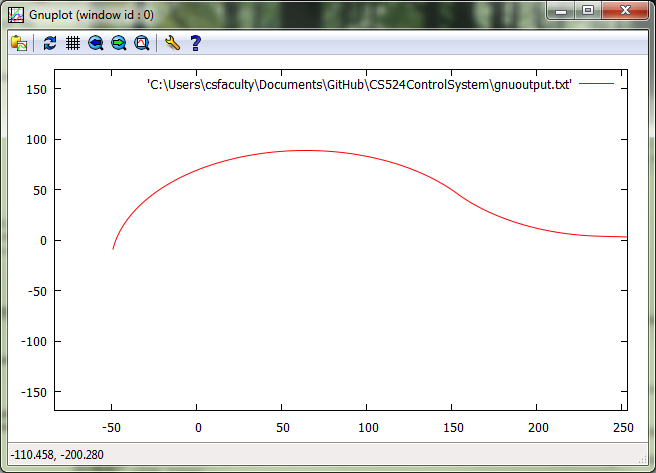 Gnuplot (window id : 0)
'C:\Users\csfaculty\Documents\GitHub\CS524ControlSystem\gnuoutput.txt'
150
100
50
0
-50
-100
-150
-50 0 50 100 150 200 250
-110.458, -200.280